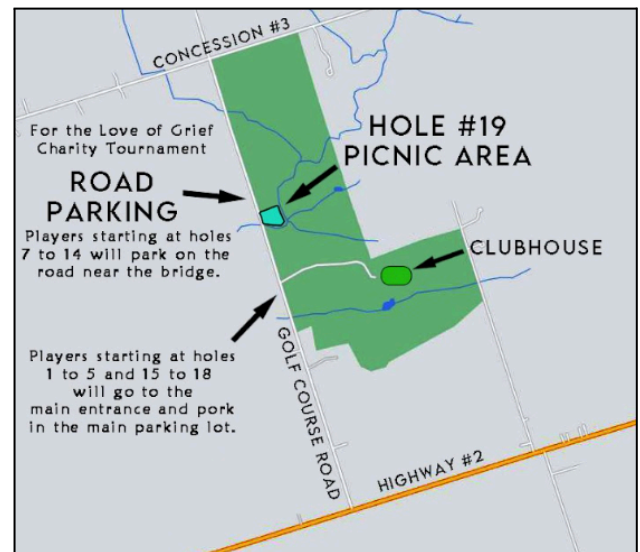 CONCESSION #3
For the Love of Grief
Charity Tournament
HOLE #19
PICNIC AREA
ROAD
PARKING
Players starting at holes
7 to 14 will park on the
road near the bridge.
CLUBHOUSE
Players starting at holes
1 to 5 and 15 to 18
will go to the
main entrance and pork
in the main parking lot.
GOLF COURSE ROAD
HIGHWAY #2